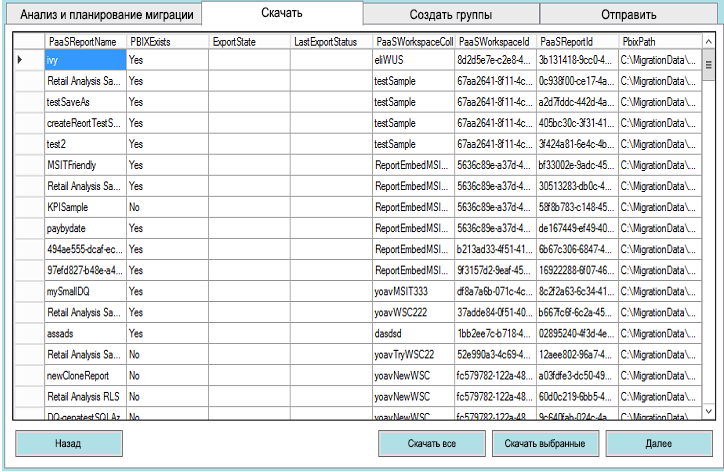 Анализ и планирование миграции Скачать Создать группы Отправить
PaaSReportName PBIXExists ExportState LastExportStatus PaaSWorkspaceColl PaaSWorkspaceId PaaSReportId PbixPath
ivy Yes eliWUS 8d2d5e7e-c2e8-4... 3b131418-9cc0-4... C:\MigrationData\...
Retail Analysis Sa... Yes testSample 67aa2641-8f11-4c... 0c938f00-ce17-4a... C:\MigrationData\...
testSaveAs Yes testSample 67aa2641-8f11-4c... a2d7fddc-442d-4a... C:\MigrationData\...
createReortTestS... Yes testSample 67aa2641-8f11-4c... 405bc30c-3f31-41... C:\MigrationData\...
test2 Yes testSample 67aa2641-8f11-4c... 3f424a81-6e4c-4b... C:\MigrationData\...
MSITFriendly Yes ReportEmbedMSI... 5636c89e-a37d-4... bf33002e-9adc-45... C:\MigrationData\...
Retail Analysis Sa... Yes ReportEmbedMSI... 5636c89e-a37d-4... 30513283-db0c-4... C:\MigrationData\...
KPISample No ReportEmbedMSI... 5636c89e-a37d-4... 58f8b783-c148-45... C:\MigrationData\...
paybydate Yes ReportEmbedMSI... 5636c89e-a37d-4... de167449-ef49-40... C:\MigrationData\...
494ae555-dcaf-ec... Yes ReportEmbedMSI... b213ad33-4f51-41... 6b67c306-6847-4... C:\MigrationData\...
97efd827-b48e-a4... Yes ReportEmbedMSI... 9f3157d2-9eaf-45... 16922288-6f07-46... C:\MigrationData\...
mySmallDQ Yes yoavMSIT333 df8a7a6b-071c-4c... 8c2f2a63-6c34-41... C:\MigrationData\...
Retail Analysis Sa... Yes yoavWSC222 37adde84-0f51-40... b667fc6f-6c2a-45... C:\MigrationData\...
assads Yes dasdsd 1bb2ee7c-b718-4... 02895240-4f3d-4e... C:\MigrationData\...
Retail Analysis Sa... No yoavTryWSC22 52e990a3-4c69-4... 12aee802-96a7-4... C:\MigrationData\...
newCloneReport No yoavNewWSC fc579782-122a-48... a03fdfe3-dc50-49... C:\MigrationData\...
Retail Analysis RLS No yoavNewWSC fc579782-122a-48... 60d0c219-6bb5-4... C:\MigrationData\...
DQ-genatestSQLAz No yoavNewWSC fc579782-122a-48... 9c640fab-024c-4a... C:\MigrationData\...
Назад Скачать все Скачать выбранные Далее